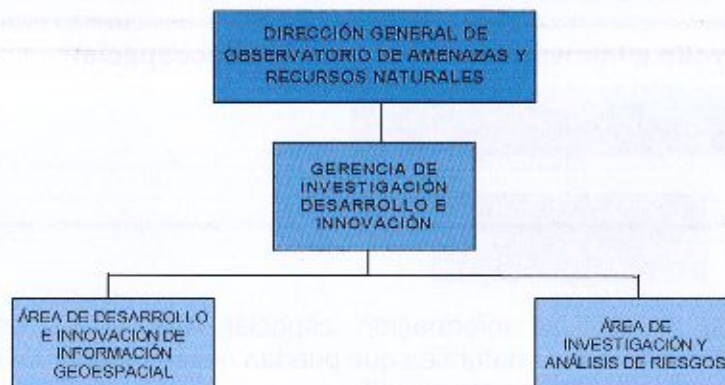 DIRECCIÓN GENERAL DE
OBSERVATORIO DE AMENAZAS Y
RECURSOS NATURALES
GERENCIA DE
INVESTIGACIÓN
DESARROLLO E
INNOVACIÓN
ÁREA DE DESARROLLO
E INNOVACIÓN DE
INFORMACIÓN
GEOESPACIAL
ÁREA DE
INVESTIGACIÓN Y
ANÁLISIS DE RIESGOS